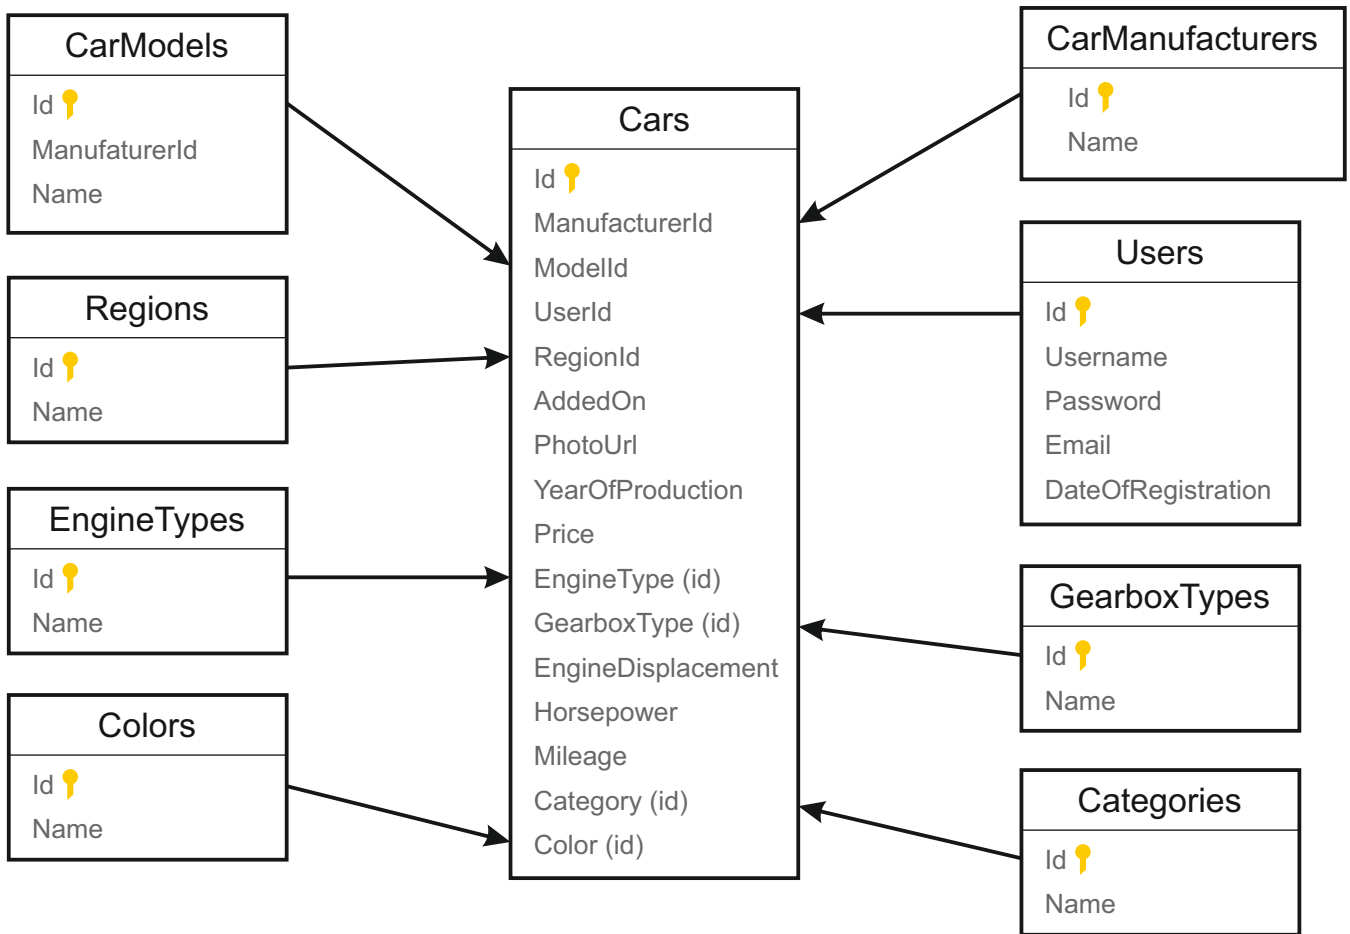 CarModels
Id
ManufaturerId
Name
Regions
Id
Name
EngineTypes
Id
Name
Colors
Id
Name
Cars
Id
ManufacturerId
ModelId
UserId
RegionId
AddedOn
PhotoUrl
YearOfProduction
Price
EngineType (id)
GearboxType (id)
EngineDisplacement
Horsepower
Mileage
Category (id)
Color (id)
CarManufacturers
Id
Name
Users
Id
Username
Password
Email
DateOfRegistration
GearboxTypes
Id
Name
Categories
Id
Name